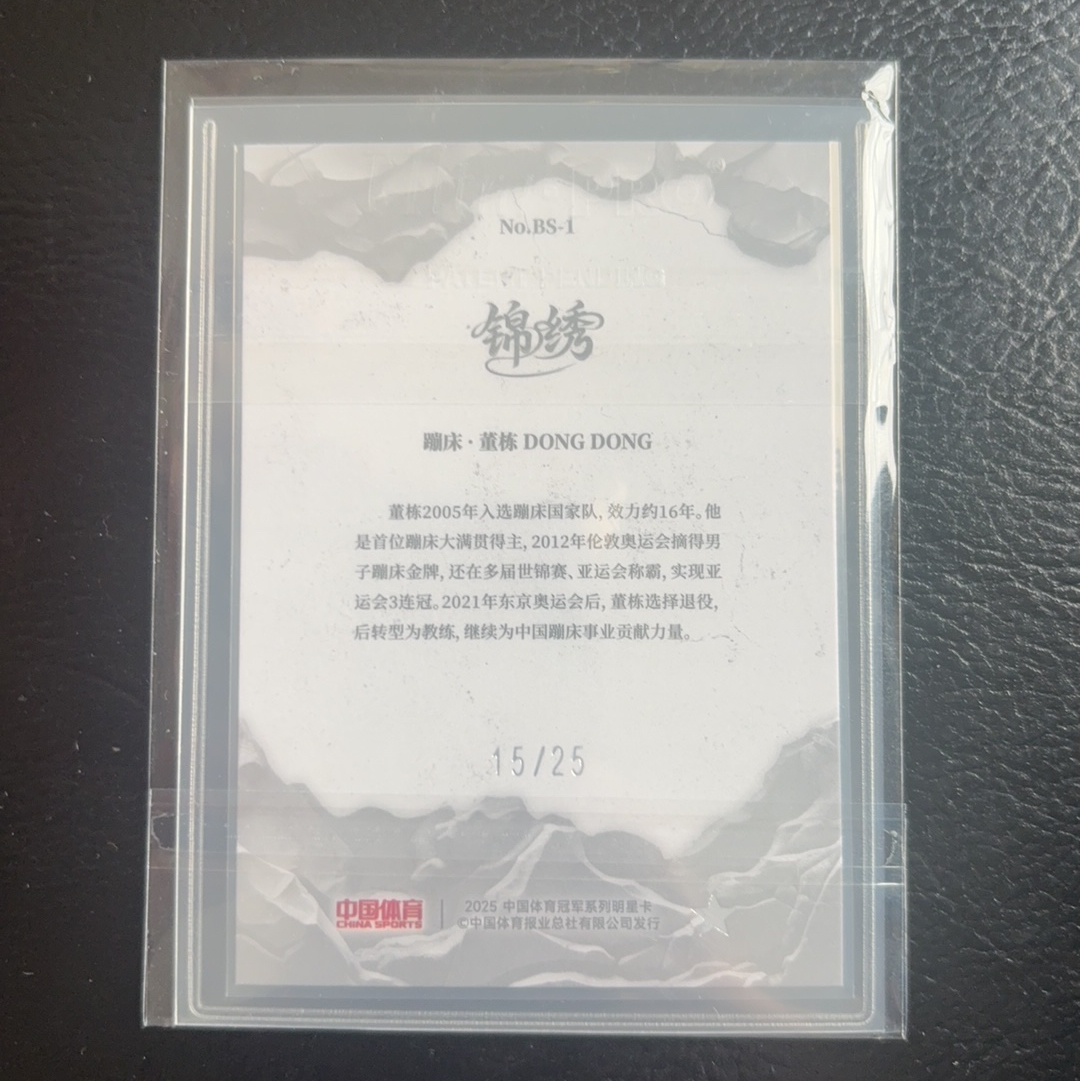 No.BS-1
锦绣
蹦床·董栋 DONG DONG
董栋2005年入选蹦床国家队,效力约16年。他
是首位蹦床大满贯得主,2012年伦敦奥运会摘得男
子蹦床金牌,还在多届世锦赛、亚运会称霸,实现亚
运会3连冠。2021年东京奥运会后,董栋选择退役,
后转型为教练,继续为中国蹦床事业贡献力量。
15/25
中国体育
CHINA SPORTS
2025 中国体育冠军系列明星卡
©中国体育报业总社有限公司发行